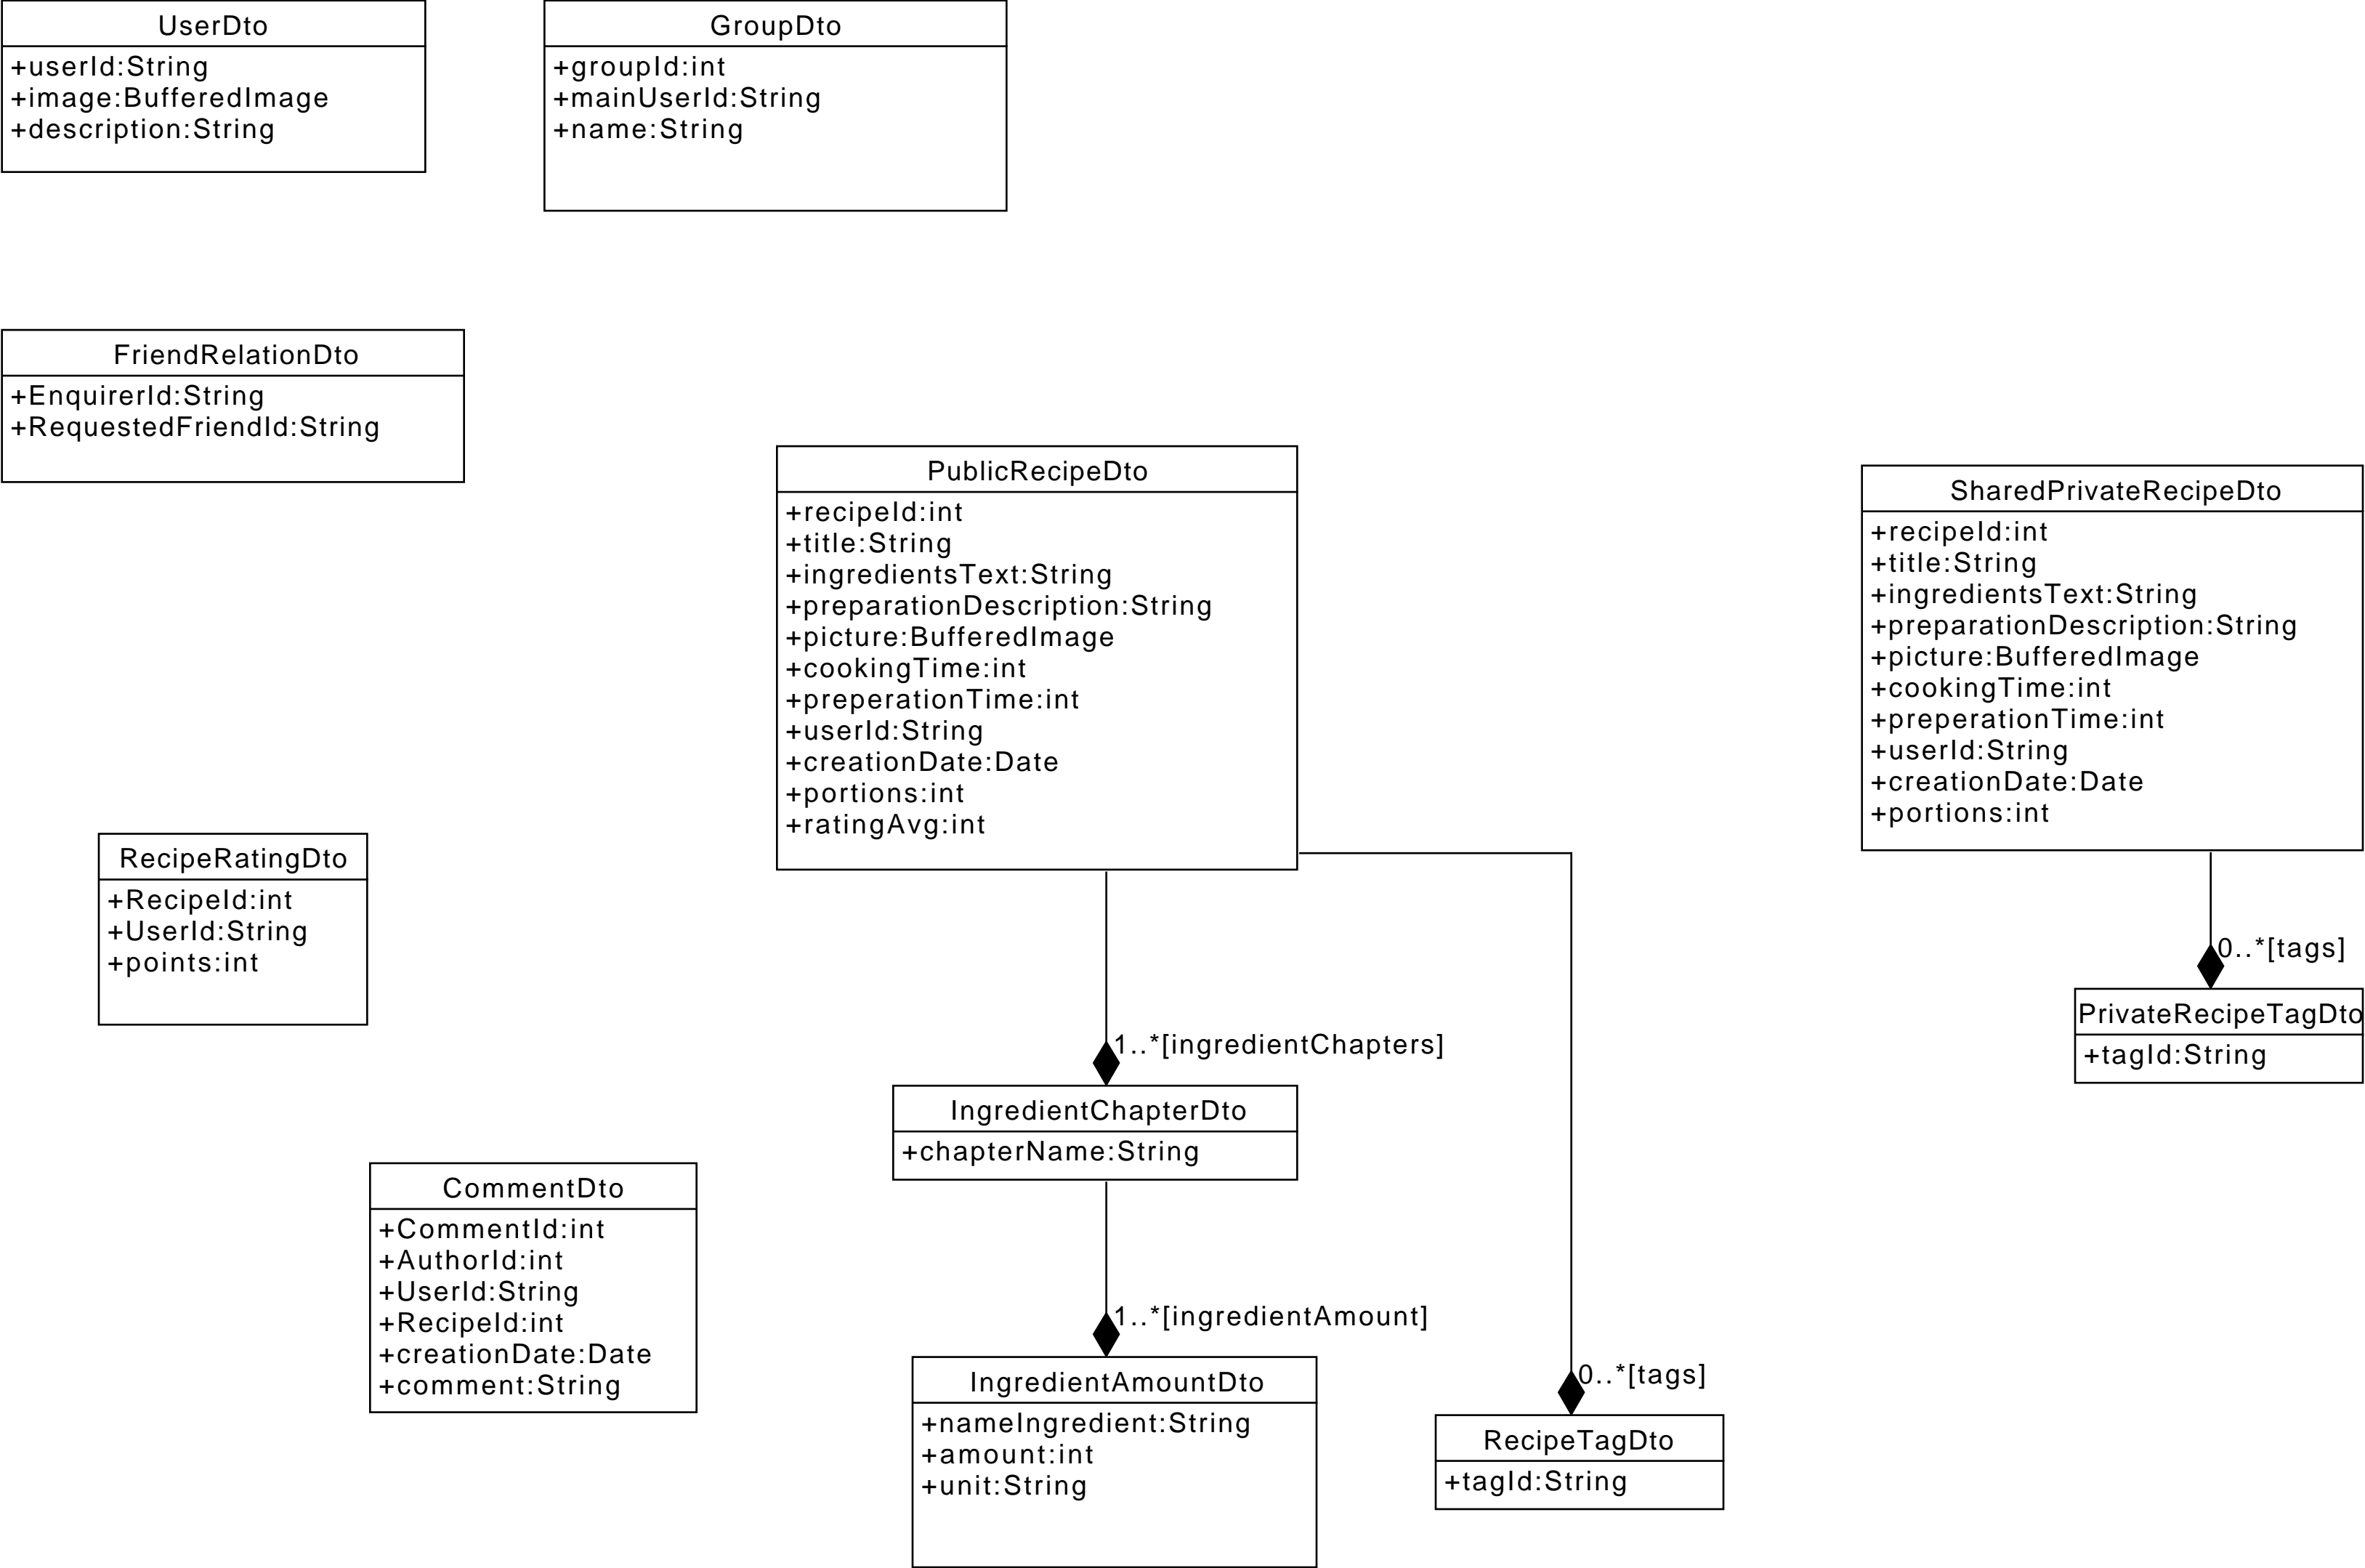 UserDto
+userId:String
+image:BufferedImage
+description:String
GroupDto
+groupId:int
+mainUserId:String
+name:String
FriendRelationDto
+EnquirerId:String
+RequestedFriendId:String
PublicRecipeDto
+recipeId:int
+title:String
+ingredientsText:String
+preparationDescription:String
+picture:BufferedImage
+cookingTime:int
+preperationTime:int
+userId:String
+creationDate:Date
+portions:int
+ratingAvg:int
SharedPrivateRecipeDto
+recipeId:int
+title:String
+ingredientsText:String
+preparationDescription:String
+picture:BufferedImage
+cookingTime:int
+preperationTime:int
+userId:String
+creationDate:Date
+portions:int
RecipeRatingDto
+RecipeId:int
+UserId:String
+points:int
0..*[tags]
PrivateRecipeTagDto
+tagId:String
1..*[ingredientChapters]
IngredientChapterDto
+chapterName:String
CommentDto
+CommentId:int
+AuthorId:int
+UserId:String
+RecipeId:int
+creationDate:Date
+comment:String
1..*[ingredientAmount]
IngredientAmountDto
+nameIngredient:String
+amount:int
+unit:String
0..*[tags]
RecipeTagDto
+tagId:String